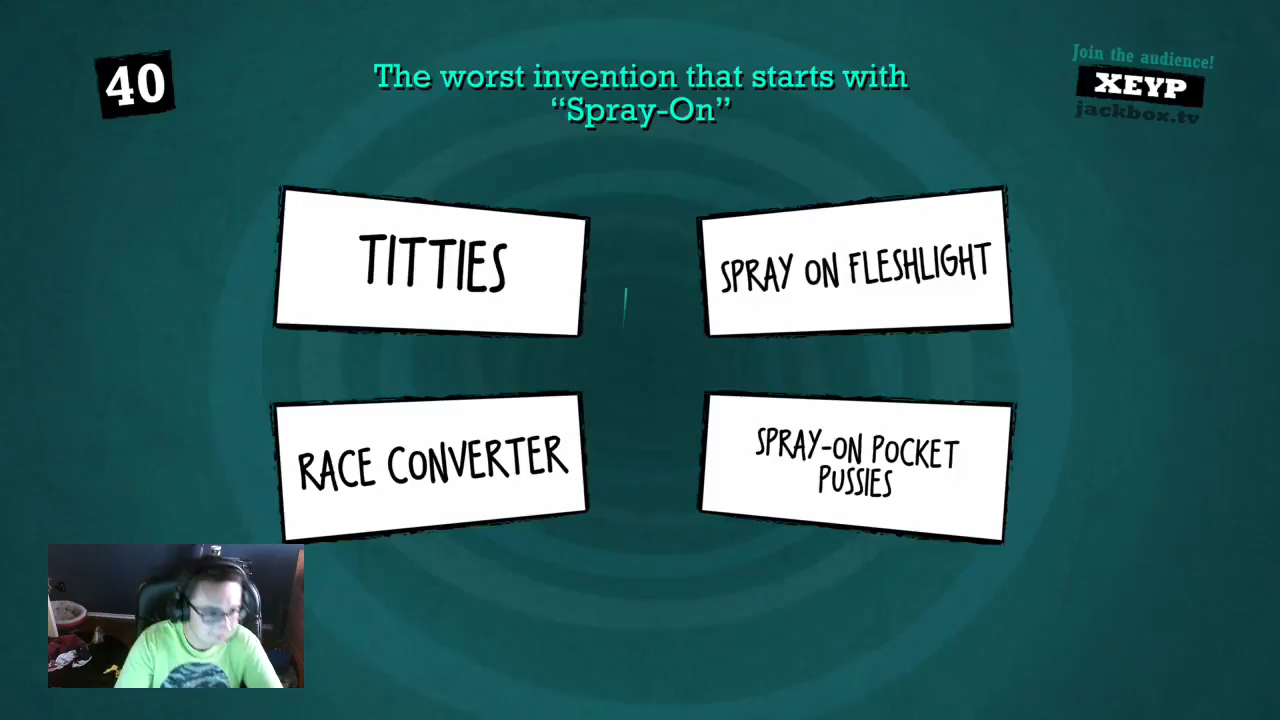 40
The worst invention that starts with
“Spray-On”
Join the audience!
XEYP
jackbox.tv
TITTIES
SPRAY ON FLESHLIGHT
RACE CONVERTER
SPRAY-ON POCKET
PUSSIES